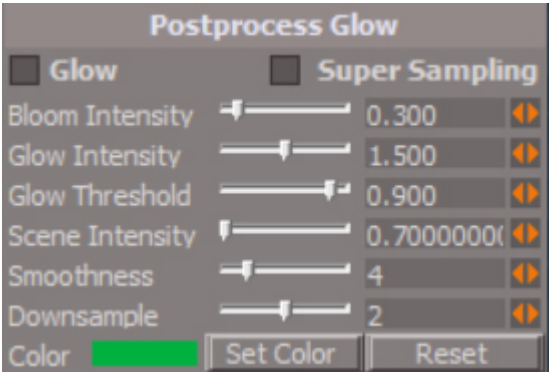 Postprocess Glow
Glow Super Sampling
Bloom Intensity 0.300
Glow Intensity 1.500
Glow Threshold 0.900
Scene Intensity 0.7000000(
Smoothness 4
Downsample 2
Color Set Color Reset